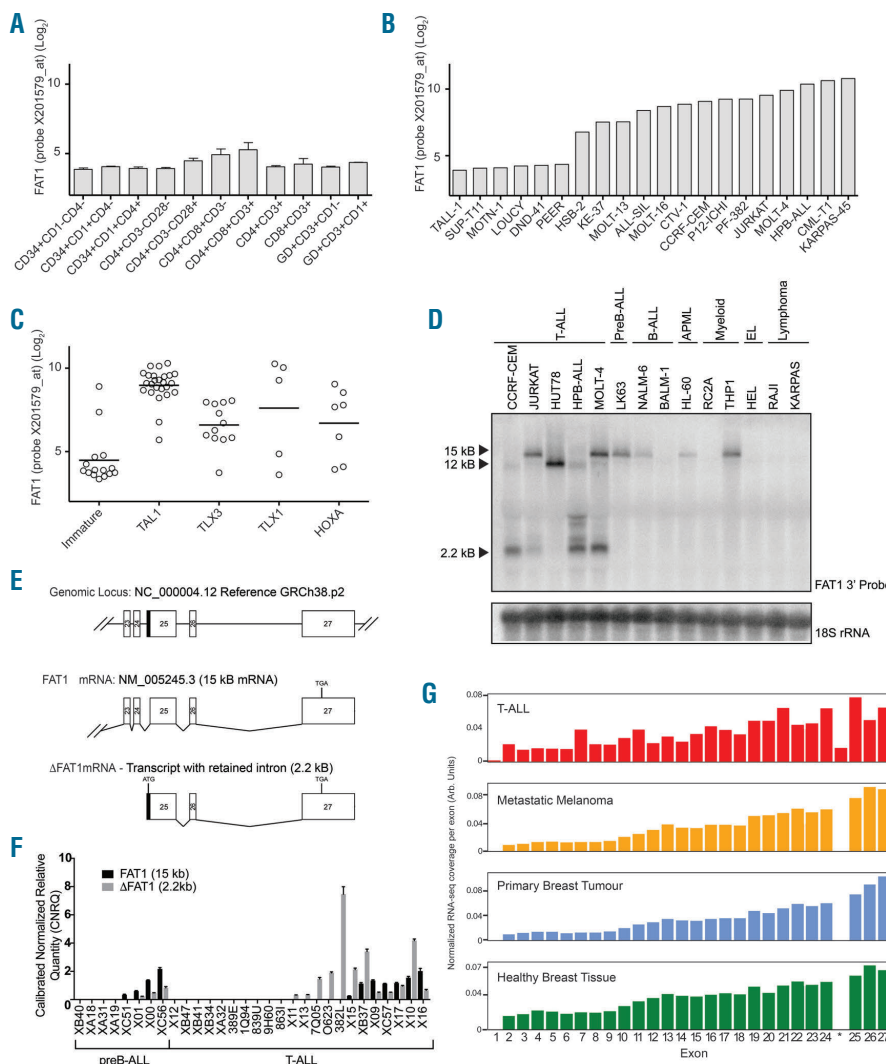 A
FAT1 (probe X201579_at) (Log2)
10
5
CD34+CD1-CD4-
CD34+CD1+CD4-
CD34+CD1+CD4+
CD4+CD3-CD28-
CD4+CD3-CD28+
CD4+CD8+CD3-
CD4+CD8+CD3+
CD4+CD3+
CD8+CD3+
GD+CD3+CD1-
GD+CD3+CD1+
B
FAT1 (probe X201579_at) (Log2)
10
5
TALL-1
SUP-T11
MOTN-1
LOUCY
DND-41
PEER
HSB-2
KE-37
MOLT-13
ALL-SIL
MOLT-16
CTV-1
CCRF-CEM
P12-ICHI
PF-382
JURKAT
MOLT-4
HPB-ALL
CML-T1
KARPAS-45
C
FAT1 (probe X201579_at) (Log2)
10
5
Immature
TAL1
TLX3
TLX1
HOXA
D
T-ALL
PreB-ALL
B-ALL
APML
Myeloid
EL
Lymphoma
CCRF-CEM
JURKAT
HUT78
HPB-ALL
MOLT-4
LK63
NALM-6
BALM-1
HL-60
RC2A
THP1
HEL
RAJI
KARPAS
15 kB
12 kB
2.2 kB
FAT1 3' Probe
18S rRNA
E
Genomic Locus: NC_000004.12 Reference GRCh38.p2
23 24 25 26 27
FAT1 mRNA: NM_005245.3 (15 kB mRNA)
TGA
23 24 25 26 27
ΔFAT1mRNA - Transcript with retained intron (2.2 kB)
ATG TGA
25 26 27
F
Calibrated Normalized Relative
Quantity (CNRQ)
10
8
6
4
2
0
FAT1 (15 kb)
ΔFAT1 (2.2kb)
XB40
XA18
XA31
XA19
XC51
X01
X00
XC56
X12
XB47
XB41
XB34
XA32
389E
1Q94
839U
9H60
863I
X11
X13
7Q05
O623
382L
X15
XB37
X09
XC57
X17
X10
X16
preB-ALL
T-ALL
G
Normalized RNA-seq coverage per exon (Arb. Units)
0.08
0.04
0
T-ALL
0.08
0.04
0
Metastatic Melanoma
0.08
0.04
0
Primary Breast Tumour
0.07
0.04
0
Healthy Breast Tissue
1 2 3 4 5 6 7 8 9 10 11 12 13 14 15 16 17 18 19 20 21 22 23 24 * 25 26 27
Exon